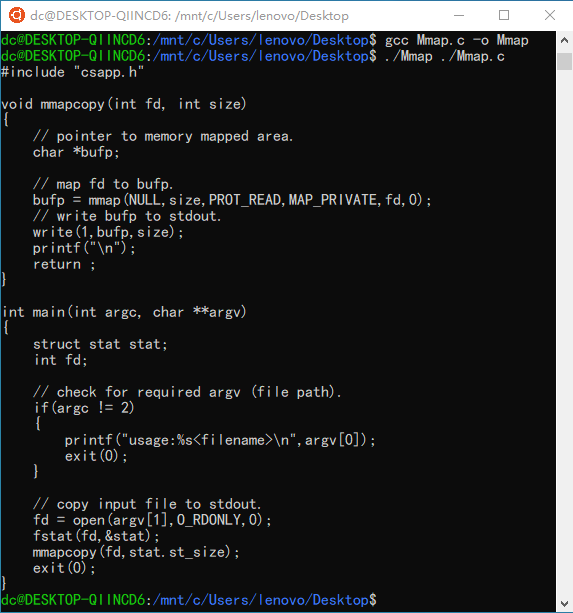 dc@DESKTOP-QIINCD6: /mnt/c/Users/lenovo/Desktop
dc@DESKTOP-QIINCD6:/mnt/c/Users/lenovo/Desktop$ gcc Mmap.c -o Mmap
dc@DESKTOP-QIINCD6:/mnt/c/Users/lenovo/Desktop$ ./Mmap ./Mmap.c
#include "csapp.h"

void mmapcopy(int fd, int size)
{
    // pointer to memory mapped area.
    char *bufp;

    // map fd to bufp.
    bufp = mmap(NULL,size,PROT_READ,MAP_PRIVATE,fd,0);
    // write bufp to stdout.
    write(1,bufp,size);
    printf("\n");
    return ;
}

int main(int argc, char **argv)
{
    struct stat stat;
    int fd;

    // check for required argv (file path).
    if(argc != 2)
    {
        printf("usage:%s<filename>\n",argv[0]);
        exit(0);
    }

    // copy input file to stdout.
    fd = open(argv[1],O_RDONLY,0);
    fstat(fd,&stat);
    mmapcopy(fd,stat.st_size);
    exit(0);
}
dc@DESKTOP-QIINCD6:/mnt/c/Users/lenovo/Desktop$